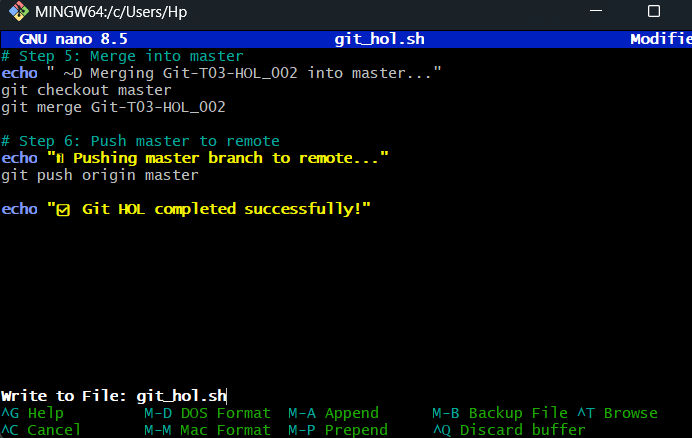 MINGW64:/c/Users/Hp
GNU nano 8.5 git_hol.sh Modifie
# Step 5: Merge into master
echo " ~D Merging Git-T03-HOL_002 into master..."
git checkout master
git merge Git-T03-HOL_002
# Step 6: Push master to remote
echo " Pushing master branch to remote..."
git push origin master
echo "☑ Git HOL completed successfully!"
Write to File: git_hol.sh
^G Help M-D DOS Format M-A Append M-B Backup File ^T Browse
^C Cancel M-M Mac Format M-P Prepend ^Q Discard buffer